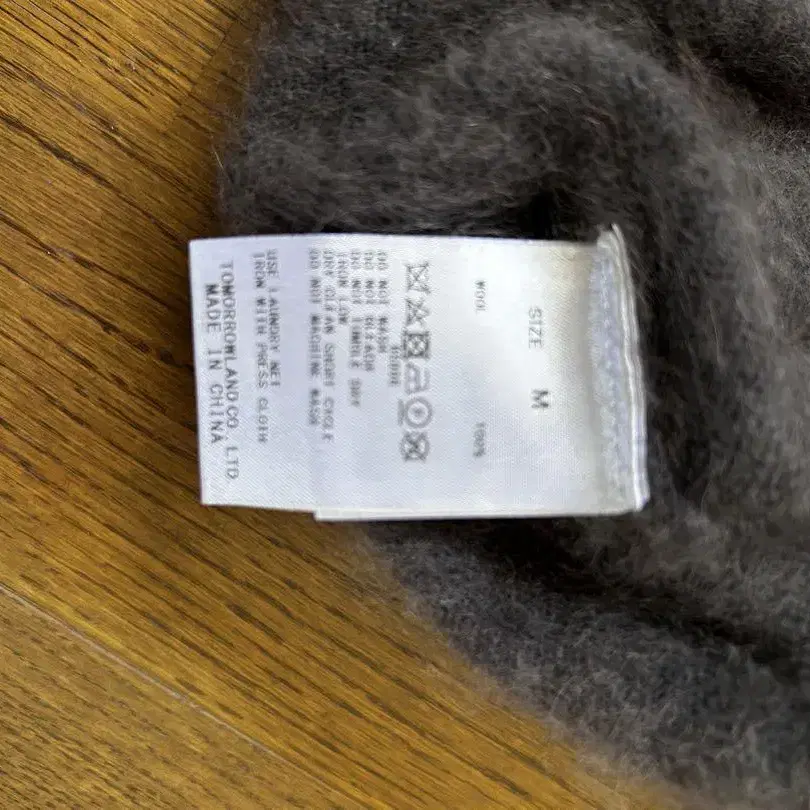 SIZE M
WOOL 100%
DO NOT WASH
DO NOT BLEACH
DO NOT TUMBLE DRY
IRON LOW
DRY CLEAN SHORT CYCLE
DO NOT MACHINE WASH
USE LAUNDRY NET
IRON WITH PRESS CLOTH
TOMORROWLAND CO., LTD
MADE IN CHINA